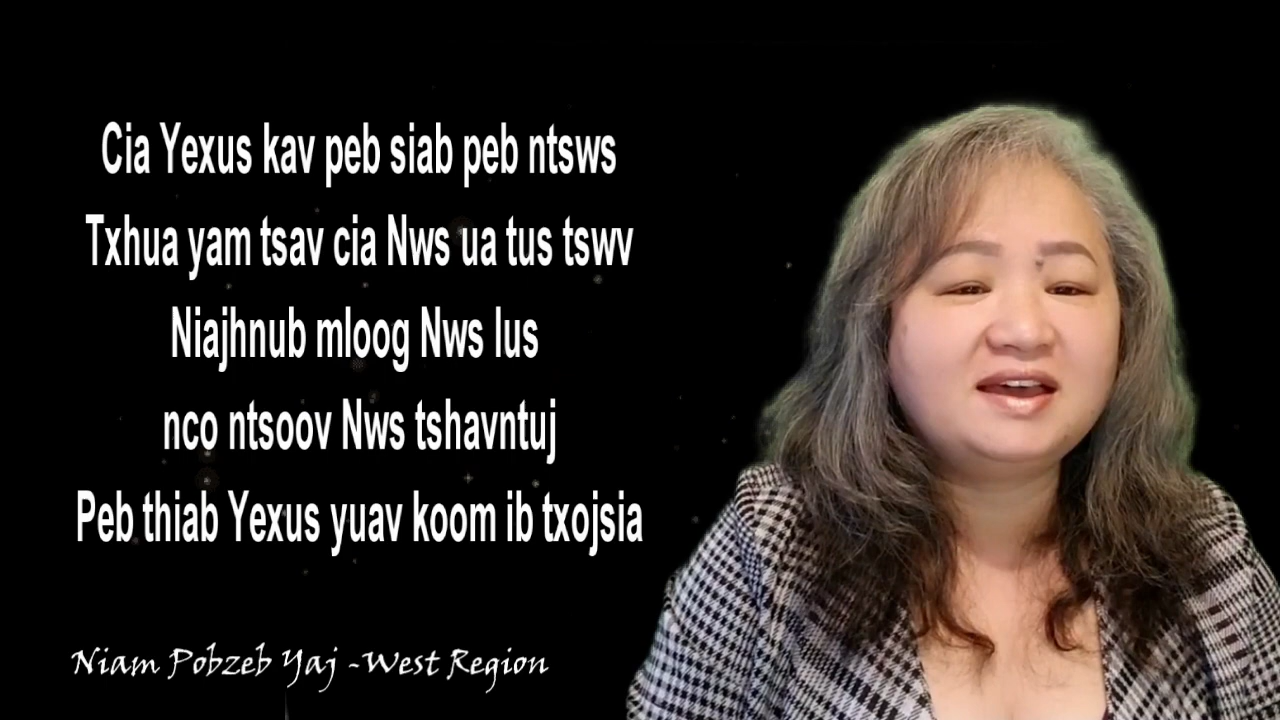 Cia Yexus kav peb siab peb ntsws
Txhua yam tsav cia Nws ua tus tswv
Niajhnub mloog Nws lus
nco ntsoov Nws tshavntuj
Peb thiab Yexus yuav koom ib txojsia
Niam Pobzeb Yaj -West Region